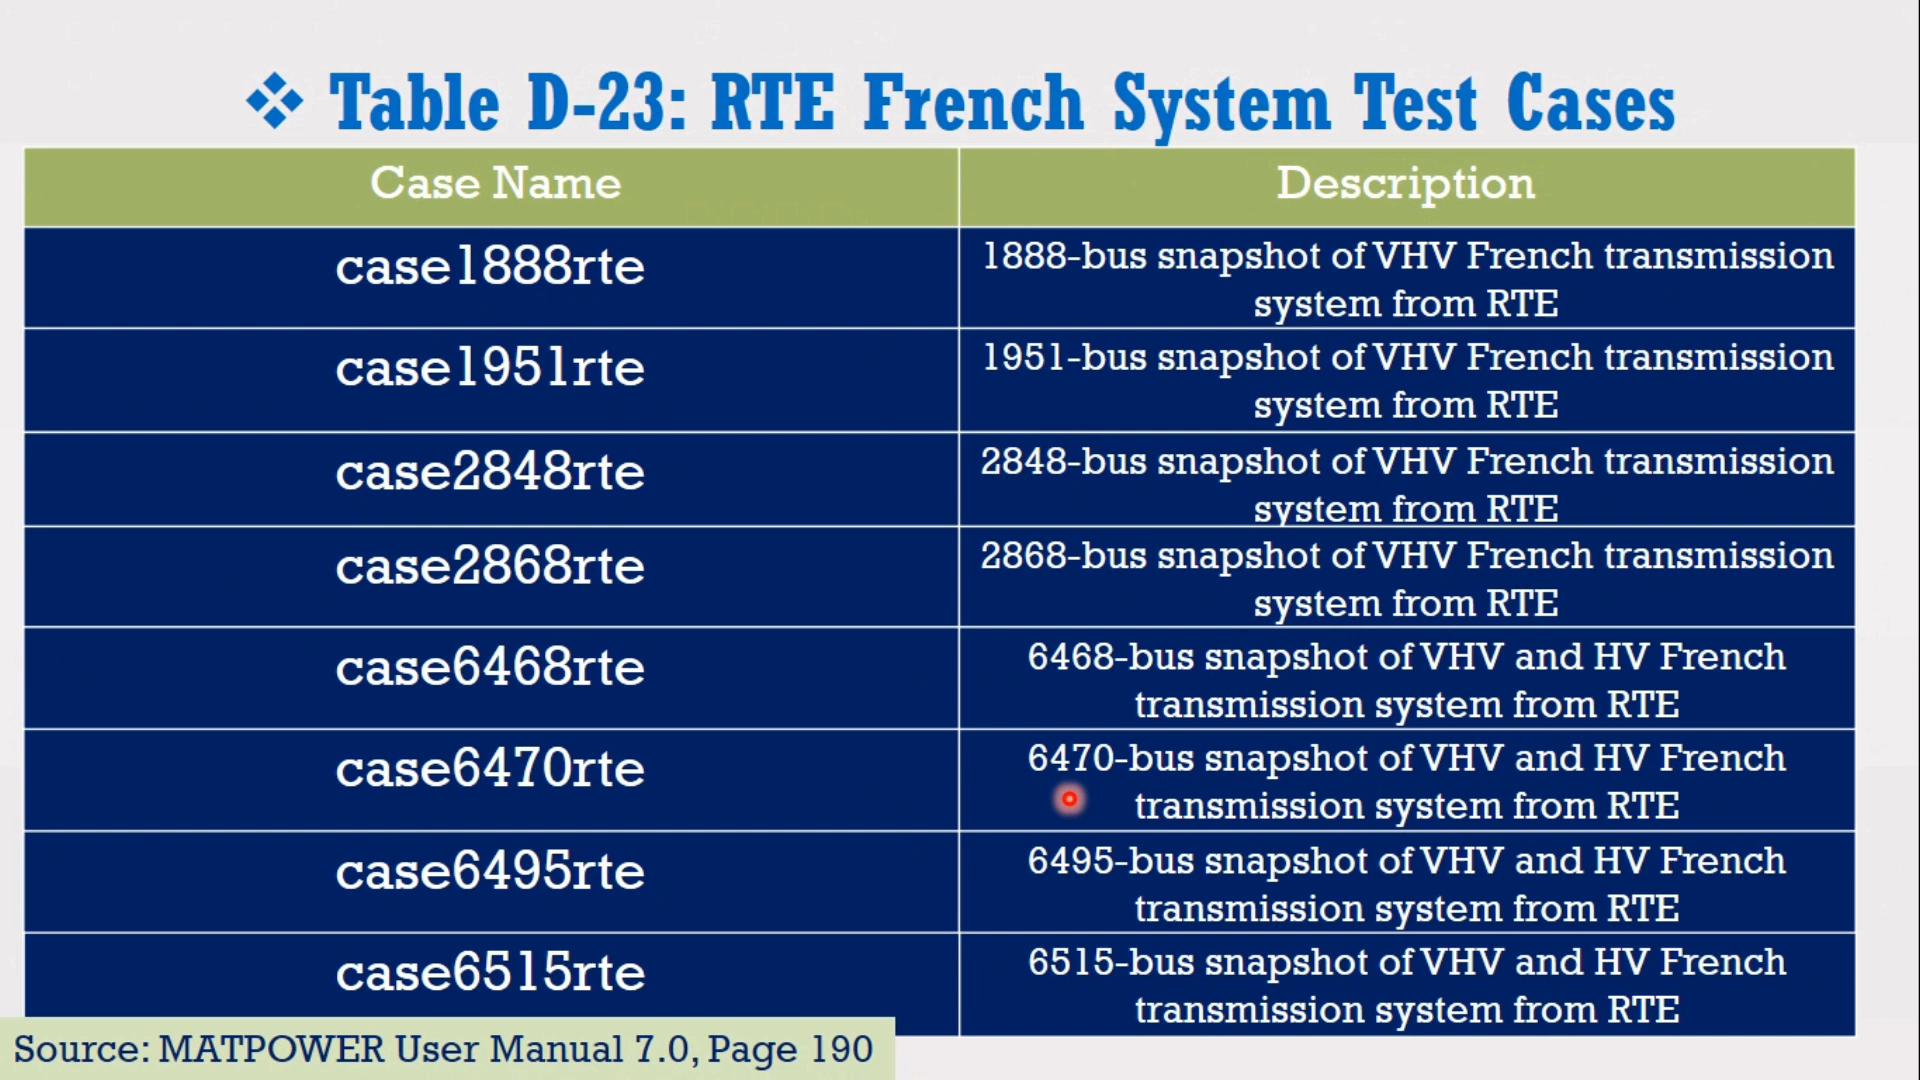 Table D-23: RTE French System Test Cases
Case Name
Description
case1888rte
1888-bus snapshot of VHV French transmission
system from RTE
case1951rte
1951-bus snapshot of VHV French transmission
system from RTE
case2848rte
2848-bus snapshot of VHV French transmission
system from RTE
case2868rte
2868-bus snapshot of VHV French transmission
system from RTE
case6468rte
6468-bus snapshot of VHV and HV French
transmission system from RTE
case6470rte
6470-bus snapshot of VHV and HV French
transmission system from RTE
case6495rte
6495-bus snapshot of VHV and HV French
transmission system from RTE
case6515rte
6515-bus snapshot of VHV and HV French
transmission system from RTE
Source: MATPOWER User Manual 7.0, Page 190